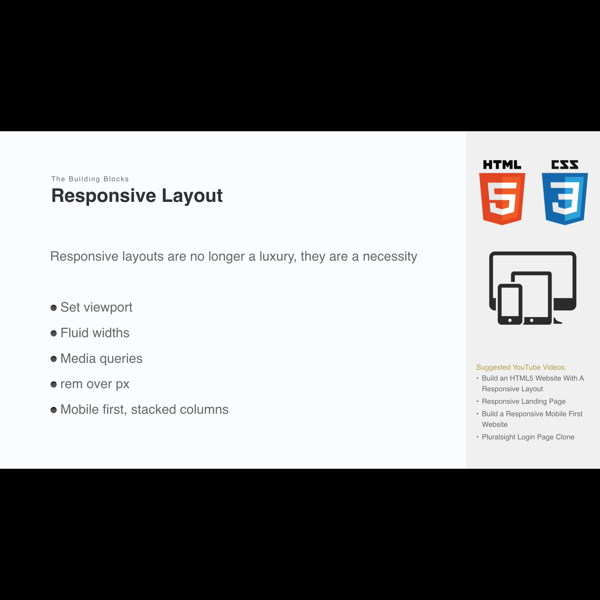 The Building Blocks
Responsive Layout
Responsive layouts are no longer a luxury, they are a necessity
Set viewport
Fluid widths
Media queries
rem over px
Mobile first, stacked columns
HTML
5
CSS
3
Suggested YouTube Videos:
• Build an HTML5 Website With A
Responsive Layout
• Responsive Landing Page
• Build a Responsive Mobile First
Website
• Pluralsight Login Page Clone